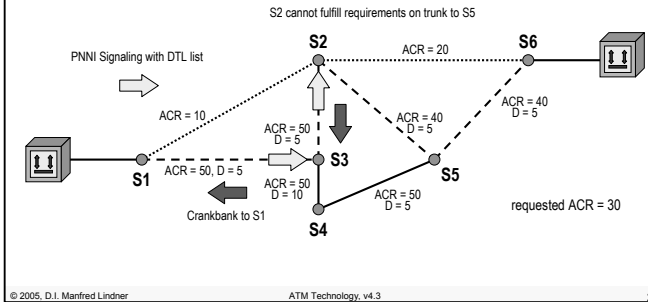 S2 cannot fulfill requirements on trunk to S5
PNNI Signaling with DTL list
S2
ACR = 20
S6
ACR = 10
ACR = 40
D = 5
ACR = 40
D = 5
ACR = 50
D = 5
S3
S1
ACR = 50, D = 5
ACR = 50
D = 10
S5
Crankbank to S1
ACR = 50
D = 5
S4
requested ACR = 30
© 2005, D.I. Manfred Lindner
ATM Technology, v4.3